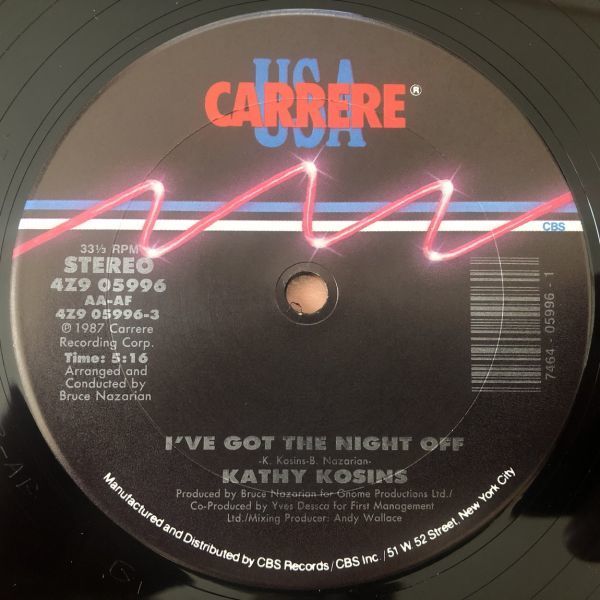 USA
CARRERE®
CBS
33⅓ RPM
STEREO
4Z9 05996
AA-AF
4Z9 05996-3
℗ 1987 Carrere
Recording Corp.
Time: 5:16
Arranged and
Conducted by
Bruce Nazarian
7464-05996-1
I'VE GOT THE NIGHT OFF
-K. Kosins-B. Nazarian-
KATHY KOSINS
Produced by Bruce Nazarian for Gnome Productions Ltd./
Co-Produced by Yves Dessca for First Management
Ltd./Mixing Producer: Andy Wallace
Manufactured and Distributed by CBS Records/CBS Inc./51 W 52 Street, New York City